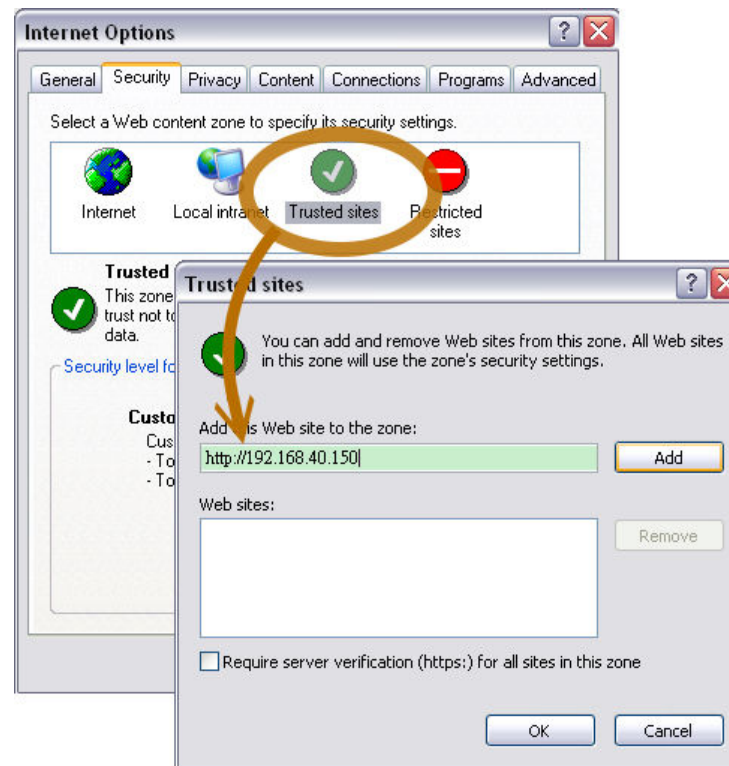 Internet Options
General Security Privacy Content Connections Programs Advanced
Select a Web content zone to specify its security settings.
Internet Local intranet Trusted sites Restricted sites
Trusted
This zone
trust not to
data.
Security level fo
Custo
Cus
- To
- To
Trusted sites
You can add and remove Web sites from this zone. All Web sites
in this zone will use the zone's security settings.
Add this Web site to the zone:
http://192.168.40.150
Add
Web sites:
Remove
Require server verification (https:) for all sites in this zone
OK Cancel